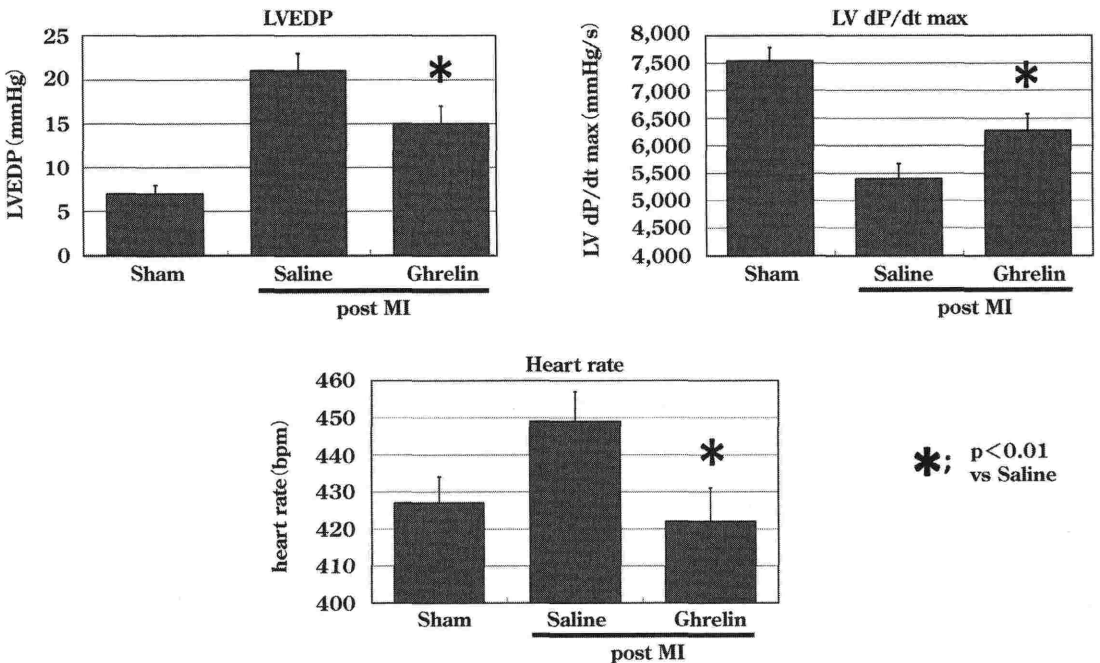 LVEDP
LVEDP (mmHg)
25
20
15
10
5
0
*
Sham Saline Ghrelin
post MI
LV dP/dt max
LV dP/dt max (mmHg/s)
8,000
7,500
7,000
6,500
6,000
5,500
5,000
4,500
4,000
*
Sham Saline Ghrelin
post MI
Heart rate
heart rate (bpm)
460
450
440
430
420
410
400
*
Sham Saline Ghrelin
post MI
*; p<0.01
vs Saline